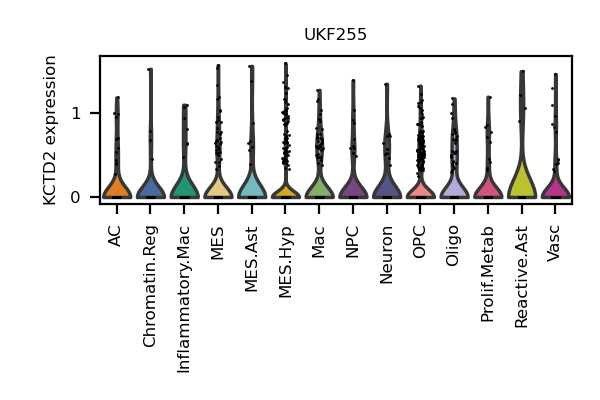 UKF255
KCTD2 expression
1
0
AC
Chromatin.Reg
Inflammatory.Mac
MES
MES.Ast
MES.Hyp
Mac
NPC
Neuron
OPC
Oligo
Prolif.Metab
Reactive.Ast
Vasc